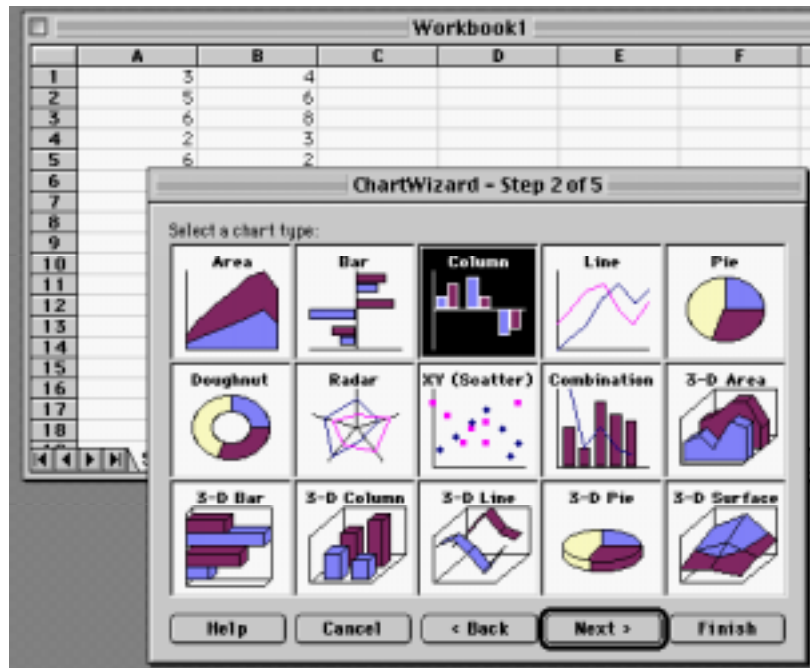 Workbook1
A B C D E F
1 3 4
2 5 6
3 6 8
4 2 3
5 6 2
6
7
8
9
10
11
12
13
14
15
16
17
18
ChartWizard - Step 2 of 5
Select a chart type:
Area Bar Column Line Pie
Doughnut Radar XY (Scatter) Combination 3-D Area
3-D Bar 3-D Column 3-D Line 3-D Pie 3-D Surface
Help Cancel < Back Next > Finish